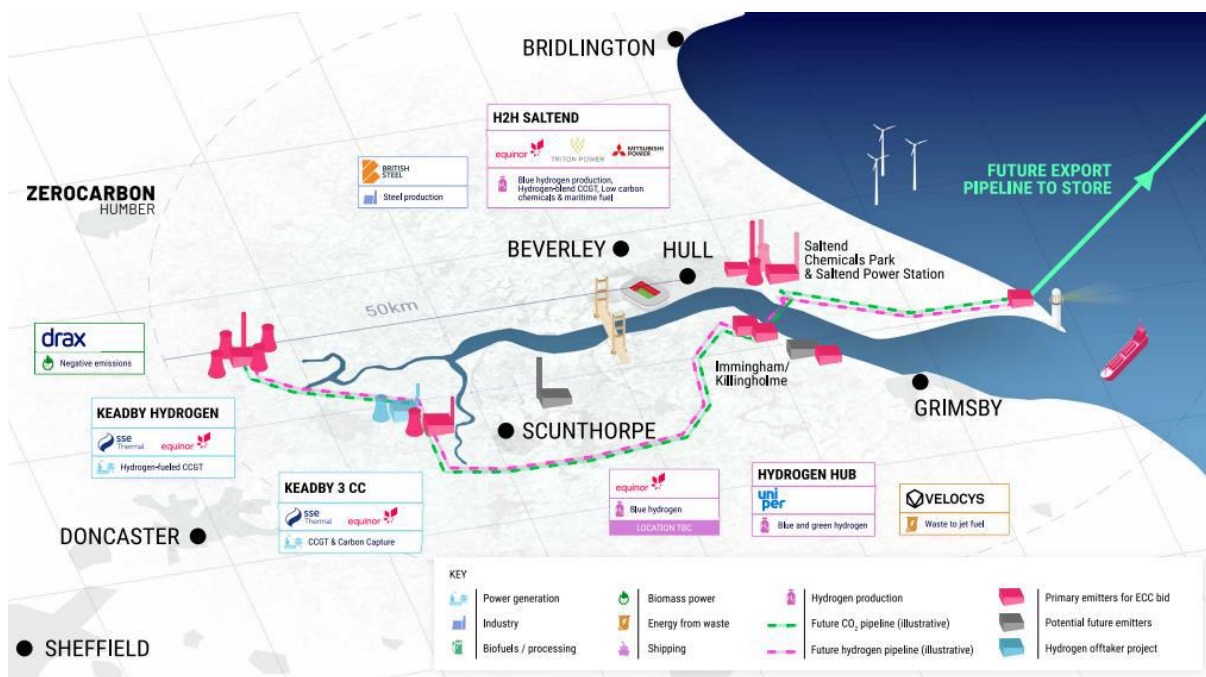 BRIDLINGTON
H2H SALTEND
equinor
TRITON POWER
MITSUBISHI
POWER
Blue hydrogen production,
Hydrogen-blend CCGT, Low carbon
chemicals & maritime fuel
BRITISH
STEEL
Steel production
ZEROCARBON
HUMBER
FUTURE EXPORT
PIPELINE TO STORE
BEVERLEY
HULL
Saltend
Chemicals Park
& Saltend Power Station
50km
drax
Negative emissions
Immingham/
Killingholme
GRIMSBY
KEADBY HYDROGEN
sse
Thermal
equinor
Hydrogen-fueled CCGT
SCUNTHORPE
KEADBY 3 CC
sse
Thermal
equinor
CCGT & Carbon Capture
equinor
Blue hydrogen
LOCATION TBC
HYDROGEN HUB
uni
per
Blue and green hydrogen
VELOCYS
Waste to jet fuel
DONCASTER
SHEFFIELD
KEY
Power generation
Industry
Biofuels / processing
Biomass power
Energy from waste
Shipping
Hydrogen production
Future CO₂ pipeline (illustrative)
Future hydrogen pipeline (illustrative)
Primary emitters for ECC bid
Potential future emitters
Hydrogen offtaker project